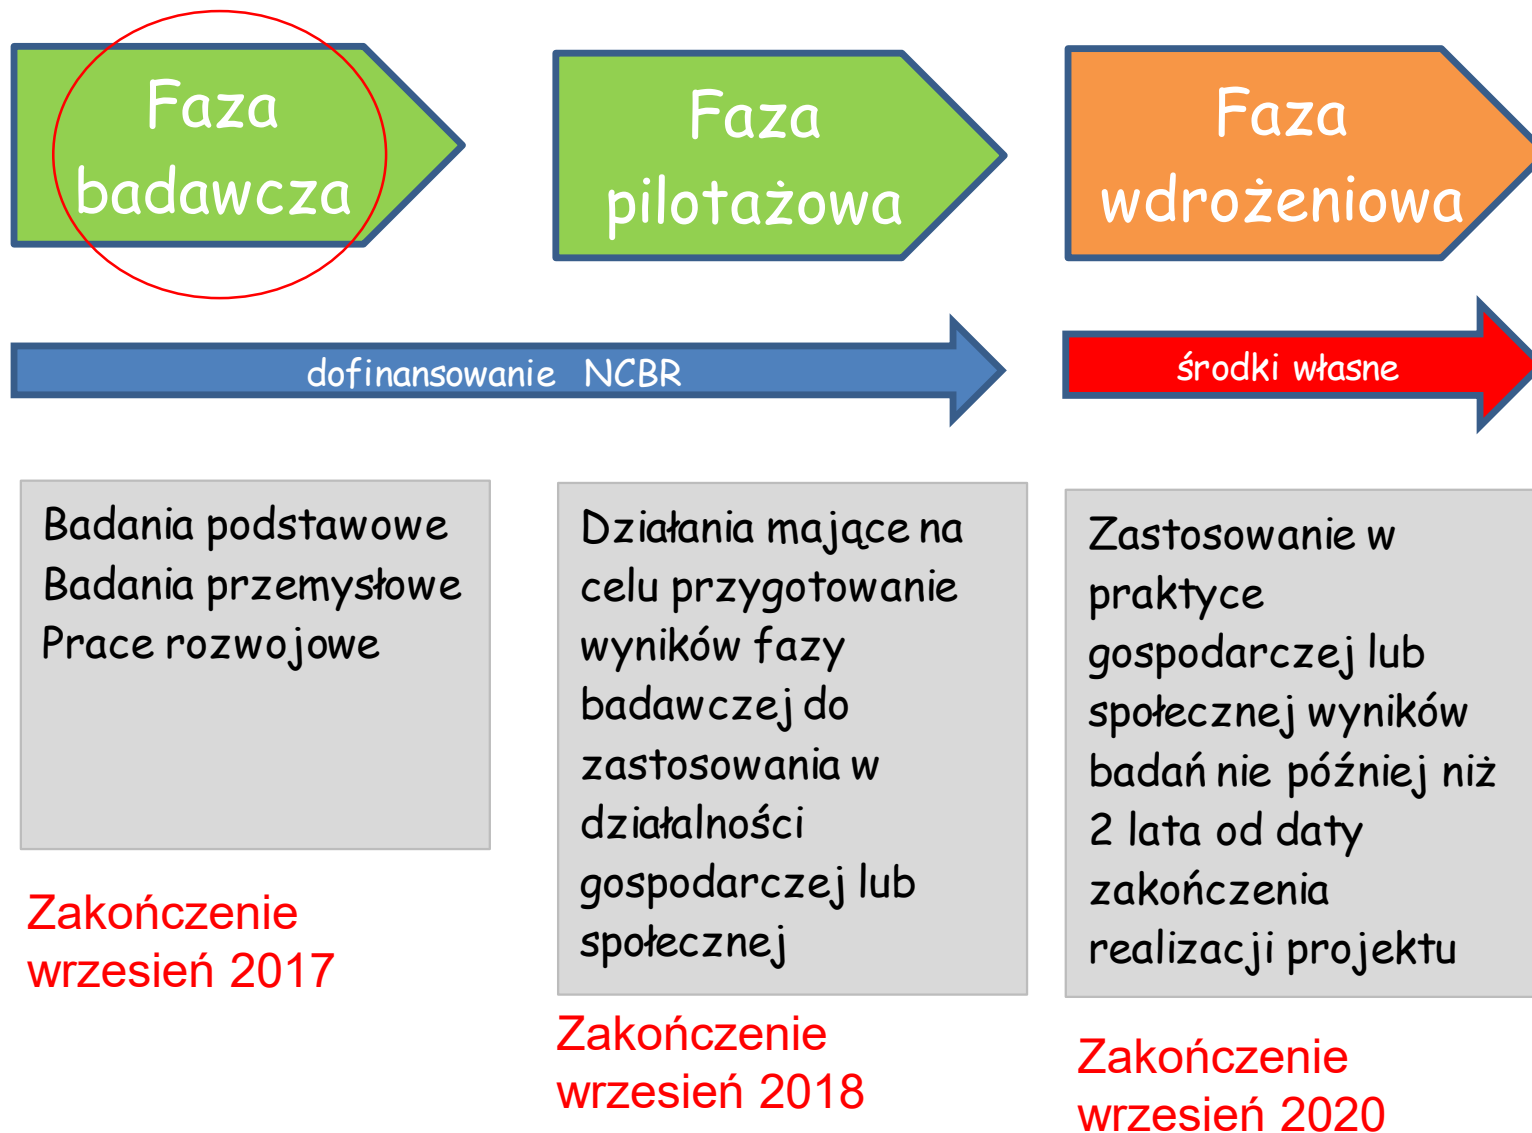 Faza
badawcza
Faza
pilotażowa
Faza
wdrożeniowa
dofinansowanie NCBR
środki własne
Badania podstawowe
Badania przemysłowe
Prace rozwojowe
Zakończenie
wrzesień 2017
Działania mające na
celu przygotowanie
wyników fazy
badawczej do
zastosowania w
działalności
gospodarczej lub
społecznej
Zakończenie
wrzesień 2018
Zastosowanie w
praktyce
gospodarczej lub
społecznej wyników
badań nie później niż
2 lata od daty
zakończenia
realizacji projektu
Zakończenie
wrzesień 2020